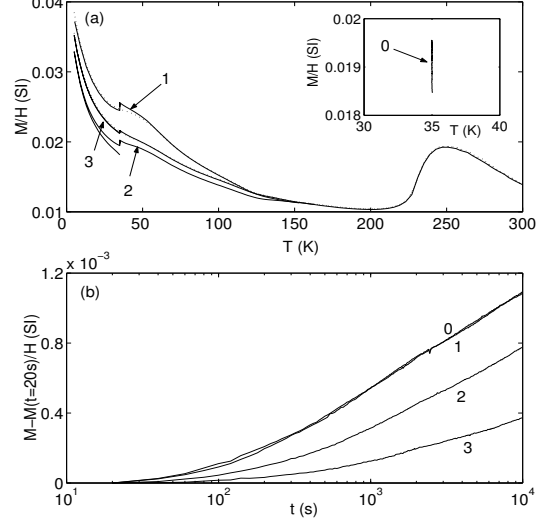 0.04
(a)
0.03
0.02
0.01
M/H (SI)
1
3
2
0 50 100 150 200 250 300
T (K)
0.02
0.019
0.018
M/H (SI)
0
30 35 40
T (K)
x 10⁻³
1.2
(b)
0.8
0.4
0
M−M(t=20s)/H (SI)
0
1
2
3
10¹ 10² 10³ 10⁴
t (s)